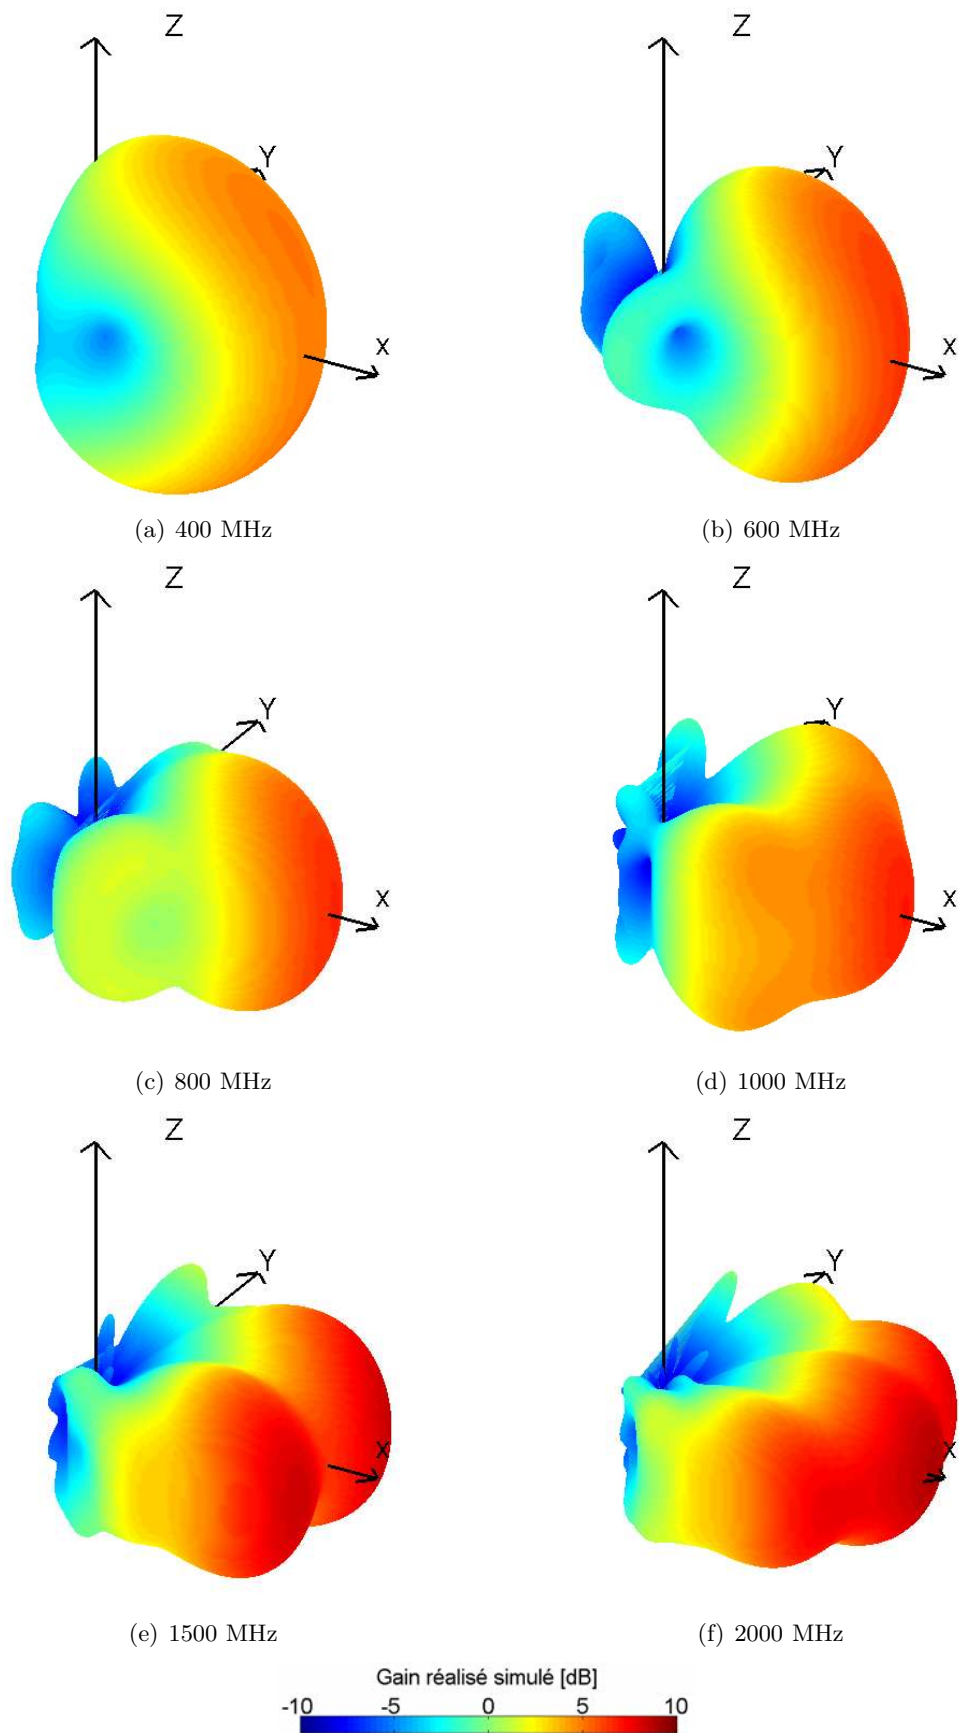 Z Z
Y Y
X X
(a) 400 MHz (b) 600 MHz
Z Z
Y Y
X X
(c) 800 MHz (d) 1000 MHz
Z Z
Y Y
X X
(e) 1500 MHz (f) 2000 MHz
Gain réalisé simulé [dB]
-10 -5 0 5 10